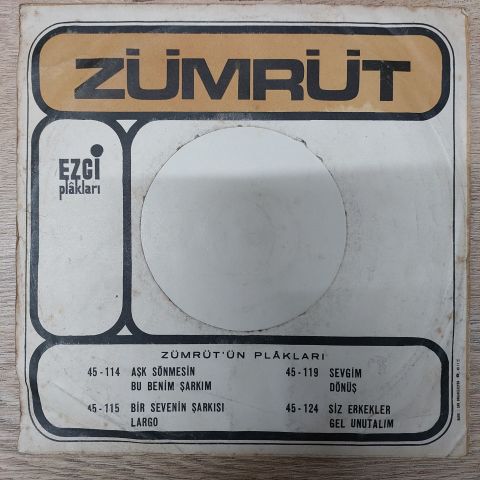 ZÜMRÜT
EZGİ
plâkları
ZÜMRÜT'ÜN PLÂKLARI
45-114 AŞK SÖNMESİN
BU BENİM ŞARKIM
45-115 BİR SEVENİN ŞARKISI
LARGO
45-119 SEVGİM
DÖNÜŞ
45-124 SİZ ERKEKLER
GEL UNUTALIM